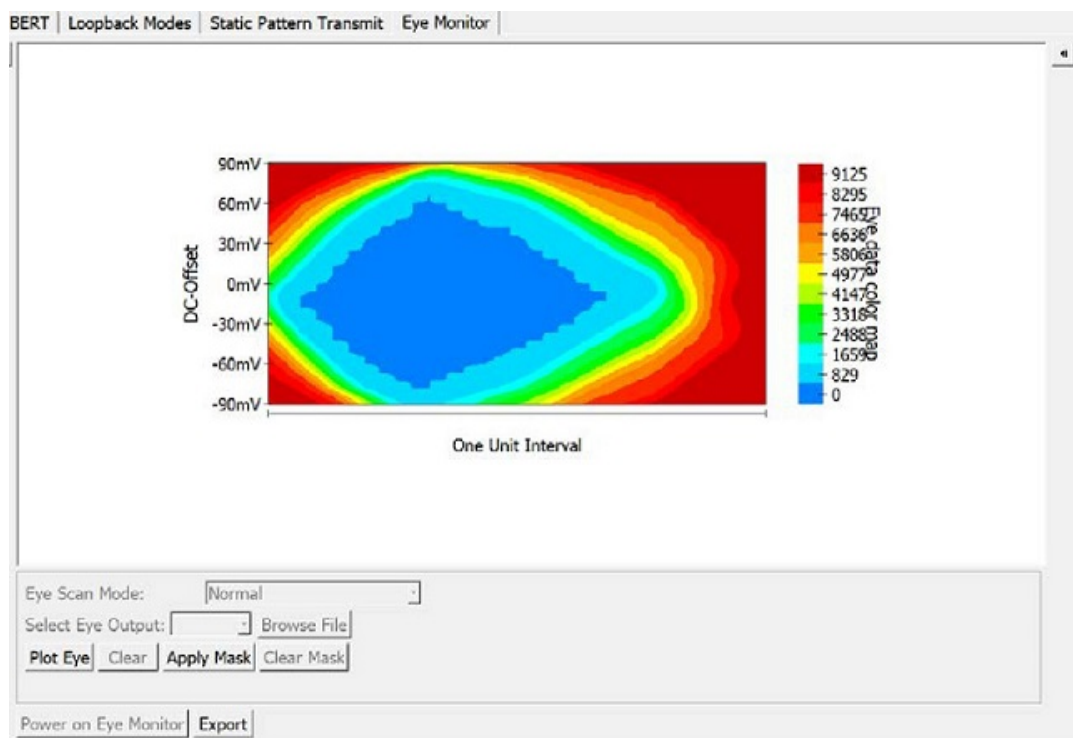 BERT Loopback Modes Static Pattern Transmit Eye Monitor
90mV
60mV
30mV
0mV
-30mV
-60mV
-90mV
DC-Offset
One Unit Interval
9125
8295
7465
6636
5806
4977
4147
3318
2488
1659
829
0
Eye data color map
Eye Scan Mode: Normal
Select Eye Output: Browse File
Plot Eye Clear Apply Mask Clear Mask
Power on Eye Monitor Export